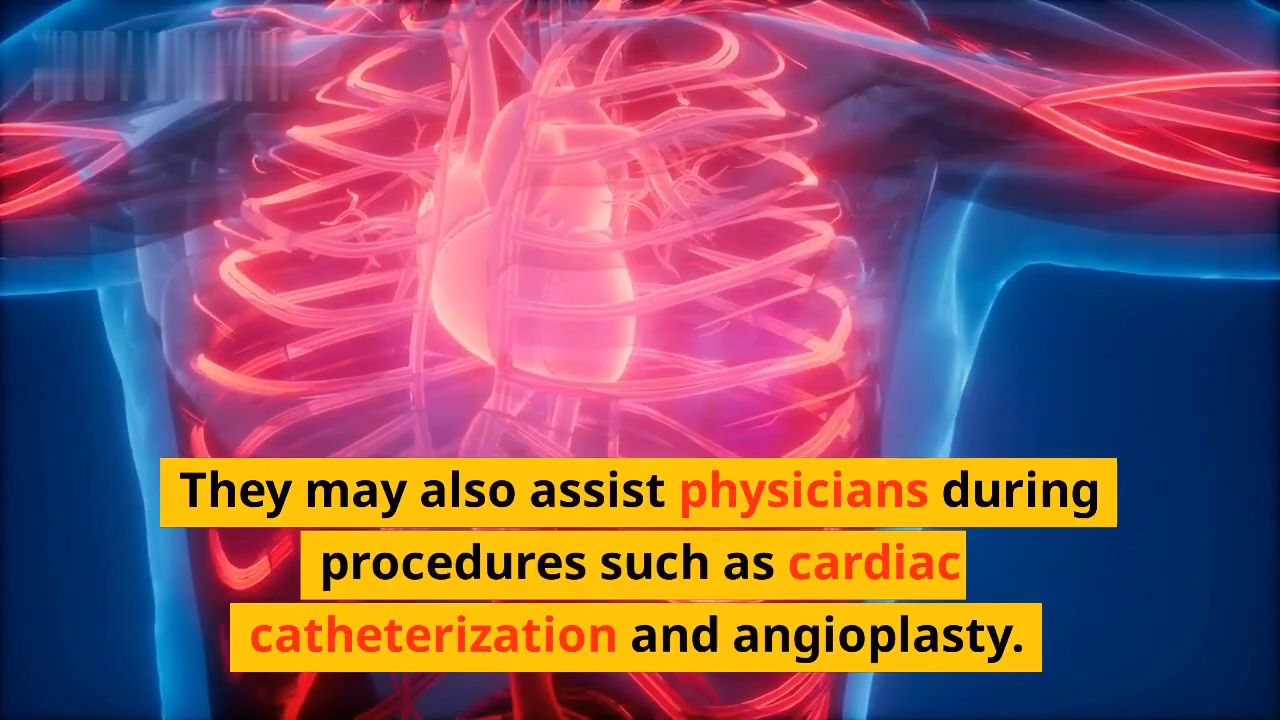 They may also assist physicians during
procedures such as cardiac
catheterization and angioplasty.